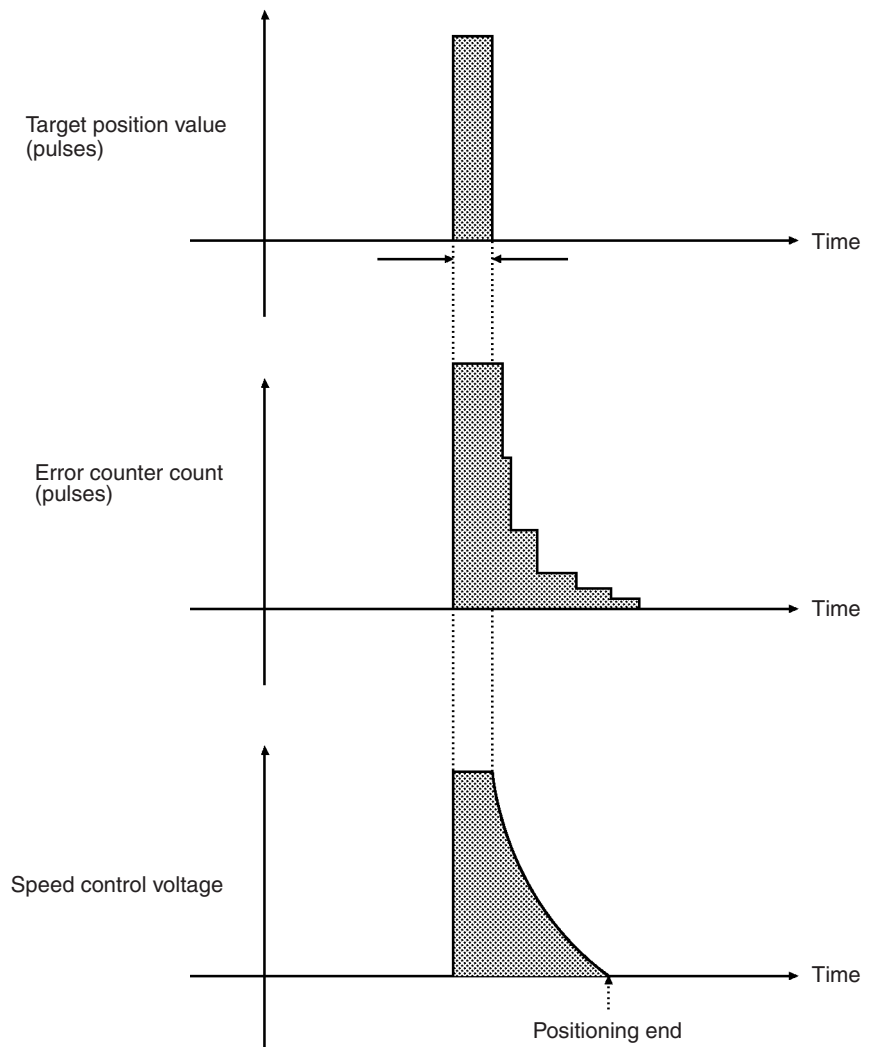 Target position value
(pulses)
Time
Error counter count
(pulses)
Time
Speed control voltage
Time
Positioning end